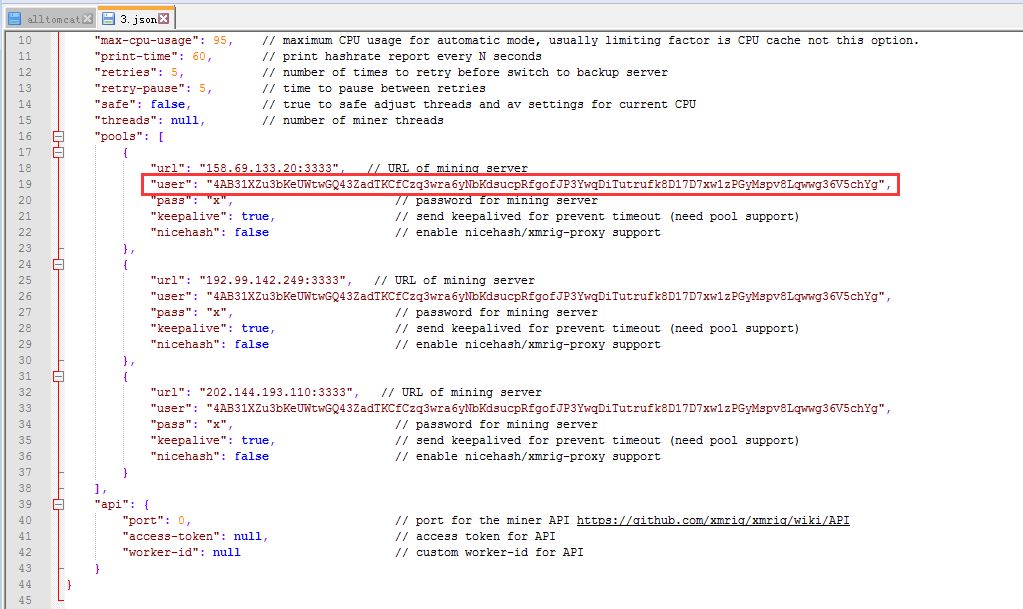 alltomcat
3.json
10 "max-cpu-usage": 95, // maximum CPU usage for automatic mode, usually limiting factor is CPU cache not this option.
11 "print-time": 60, // print hashrate report every N seconds
12 "retries": 5, // number of times to retry before switch to backup server
13 "retry-pause": 5, // time to pause between retries
14 "safe": false, // true to safe adjust threads and av settings for current CPU
15 "threads": null, // number of miner threads
16 "pools": [
17 {
18 "url": "158.69.133.20:3333", // URL of mining server
19 "user": "4AB31XZu3bKeUWtwGQ43ZadTKCfCzq3wra6yNbKdsucpRfgofJP3YwqDiTutrufk8D17D7xw1zPGyMspv8Lqwwg36V5chYg",
20 "pass": "x", // password for mining server
21 "keepalive": true, // send keepalived for prevent timeout (need pool support)
22 "nicehash": false // enable nicehash/xmrig-proxy support
23 },
24 {
25 "url": "192.99.142.249:3333", // URL of mining server
26 "user": "4AB31XZu3bKeUWtwGQ43ZadTKCfCzq3wra6yNbKdsucpRfgofJP3YwqDiTutrufk8D17D7xw1zPGyMspv8Lqwwg36V5chYg",
27 "pass": "x", // password for mining server
28 "keepalive": true, // send keepalived for prevent timeout (need pool support)
29 "nicehash": false // enable nicehash/xmrig-proxy support
30 },
31 {
32 "url": "202.144.193.110:3333", // URL of mining server
33 "user": "4AB31XZu3bKeUWtwGQ43ZadTKCfCzq3wra6yNbKdsucpRfgofJP3YwqDiTutrufk8D17D7xw1zPGyMspv8Lqwwg36V5chYg",
34 "pass": "x", // password for mining server
35 "keepalive": true, // send keepalived for prevent timeout (need pool support)
36 "nicehash": false // enable nicehash/xmrig-proxy support
37 }
38 ],
39 "api": {
40 "port": 0, // port for the miner API https://github.com/xmrig/xmrig/wiki/API
41 "access-token": null, // access token for API
42 "worker-id": null // custom worker-id for API
43 }
44 }
45